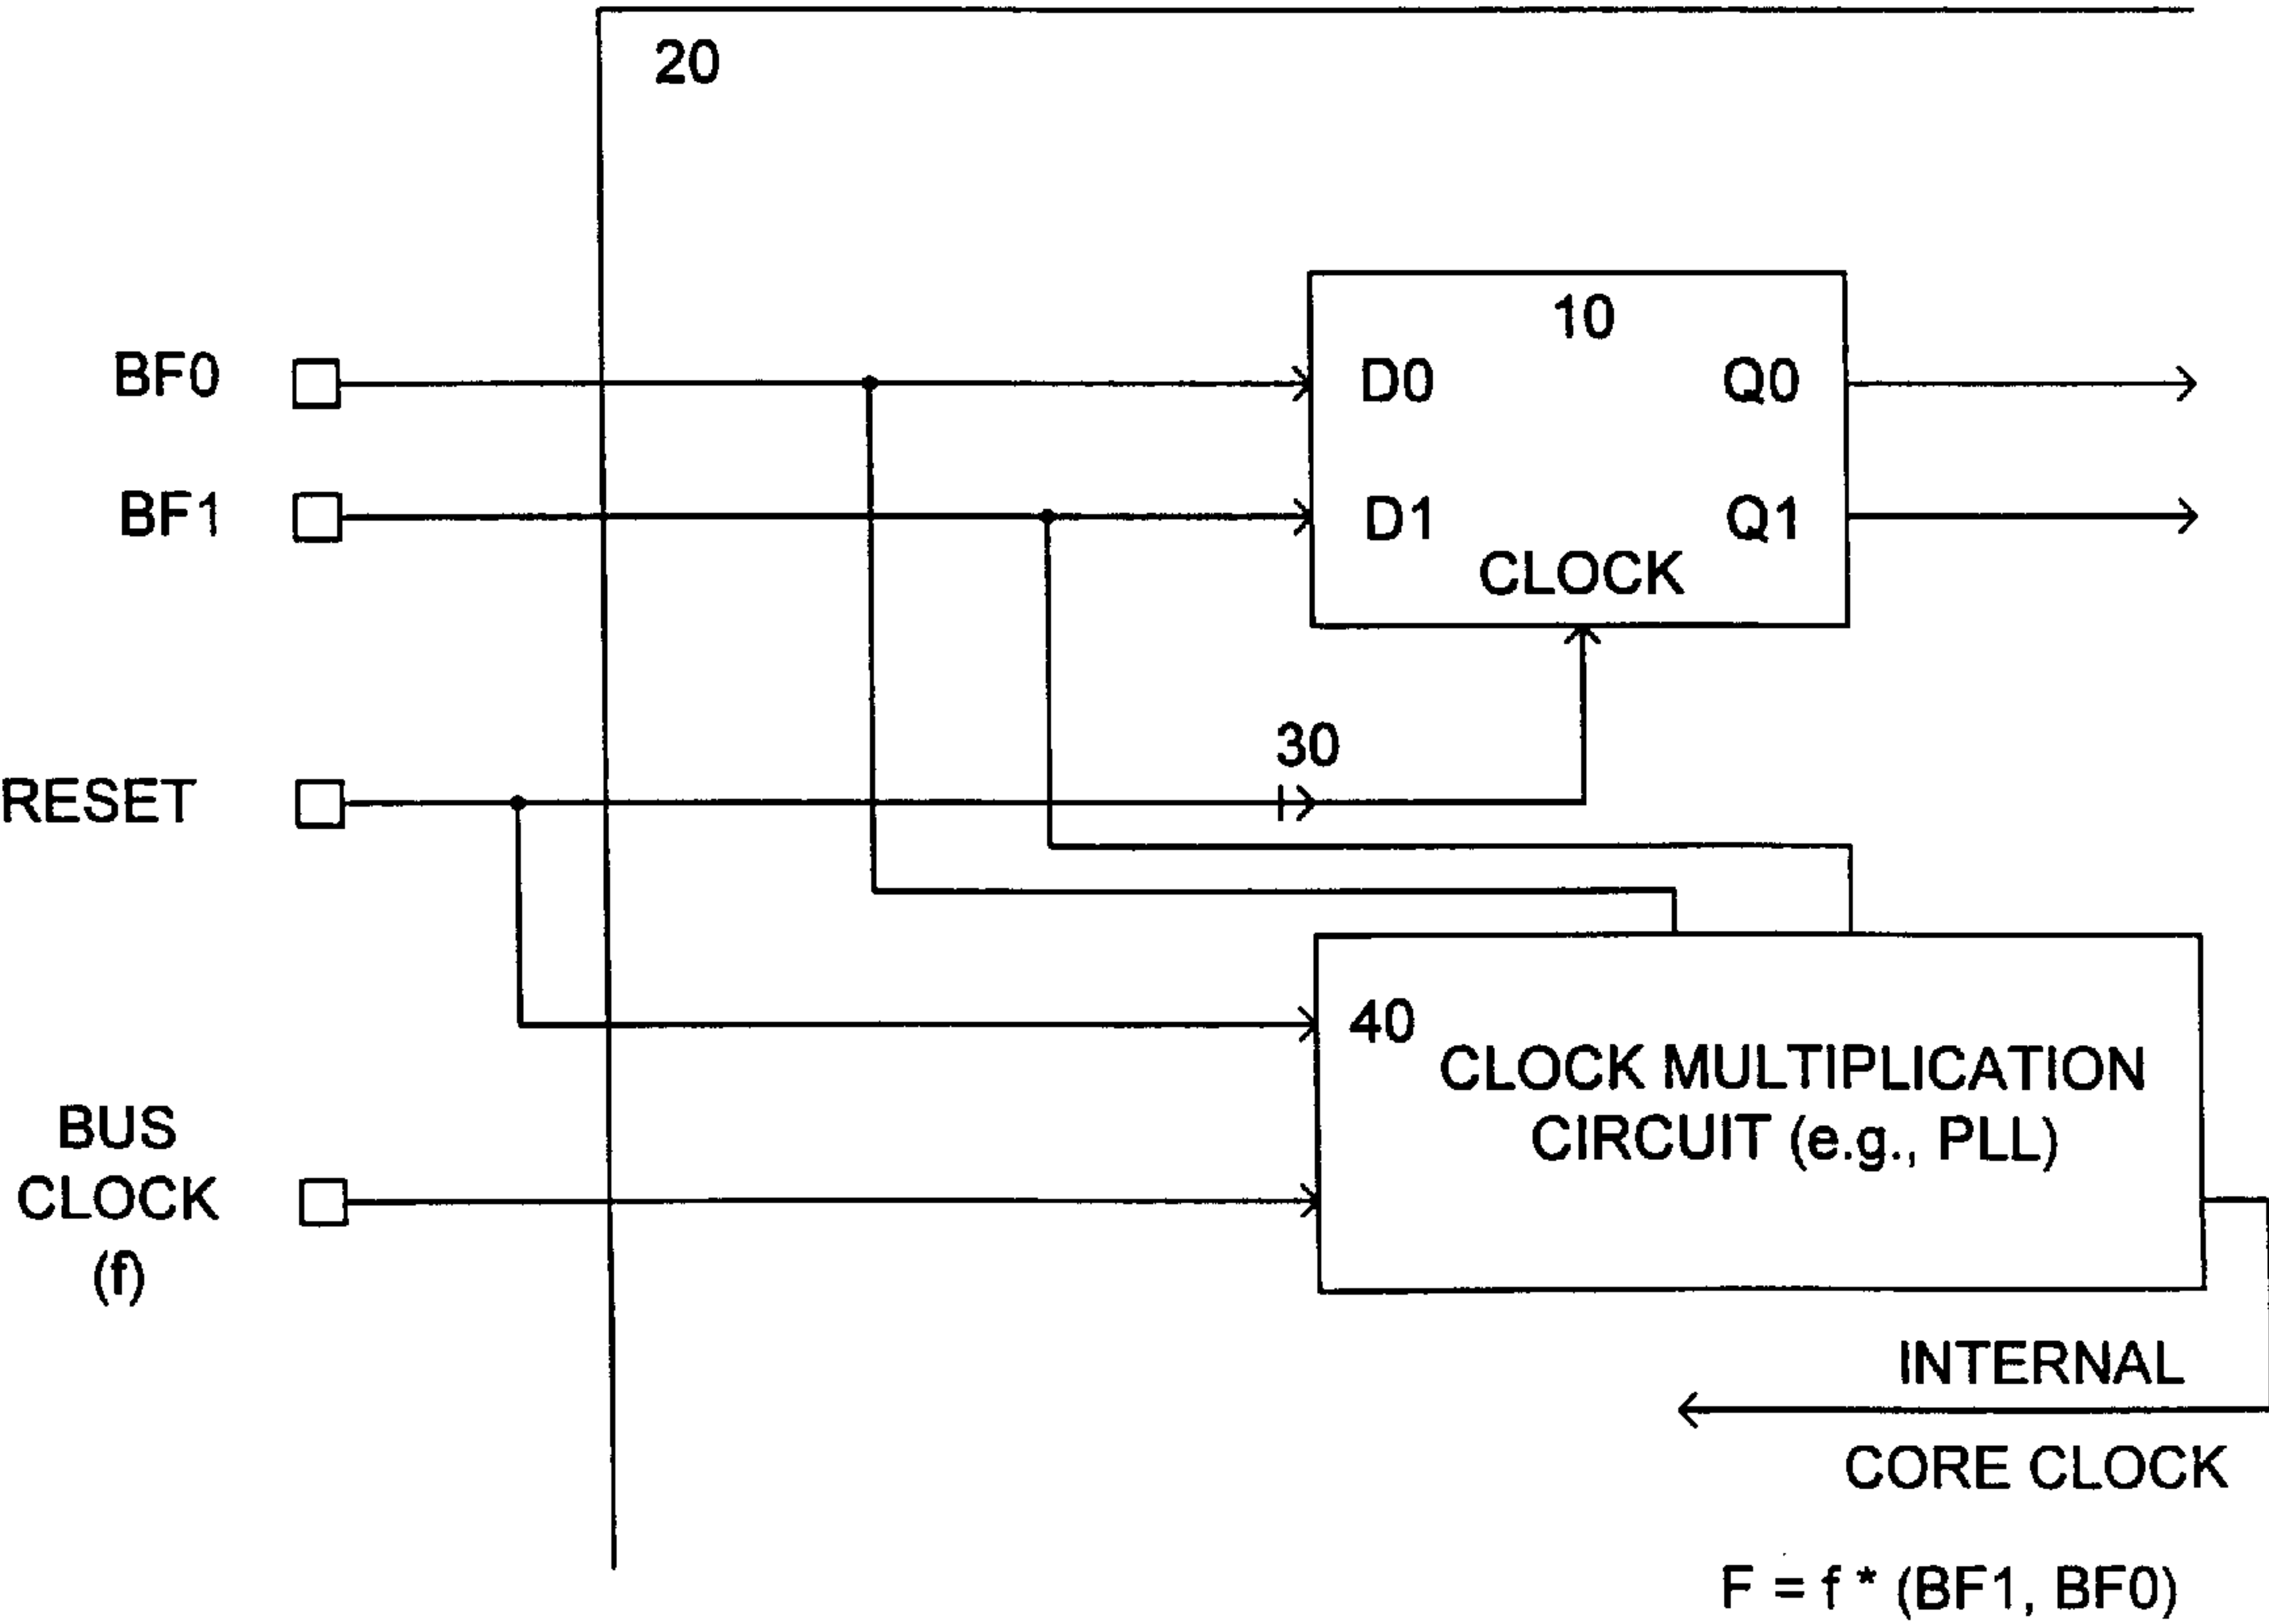 20
10
BF0
D0
Q0
BF1
D1
Q1
CLOCK
30
RESET
40
CLOCK MULTIPLICATION
CIRCUIT (e.g., PLL)
BUS
CLOCK
(f)
INTERNAL
CORE CLOCK
F = f * (BF1, BF0)